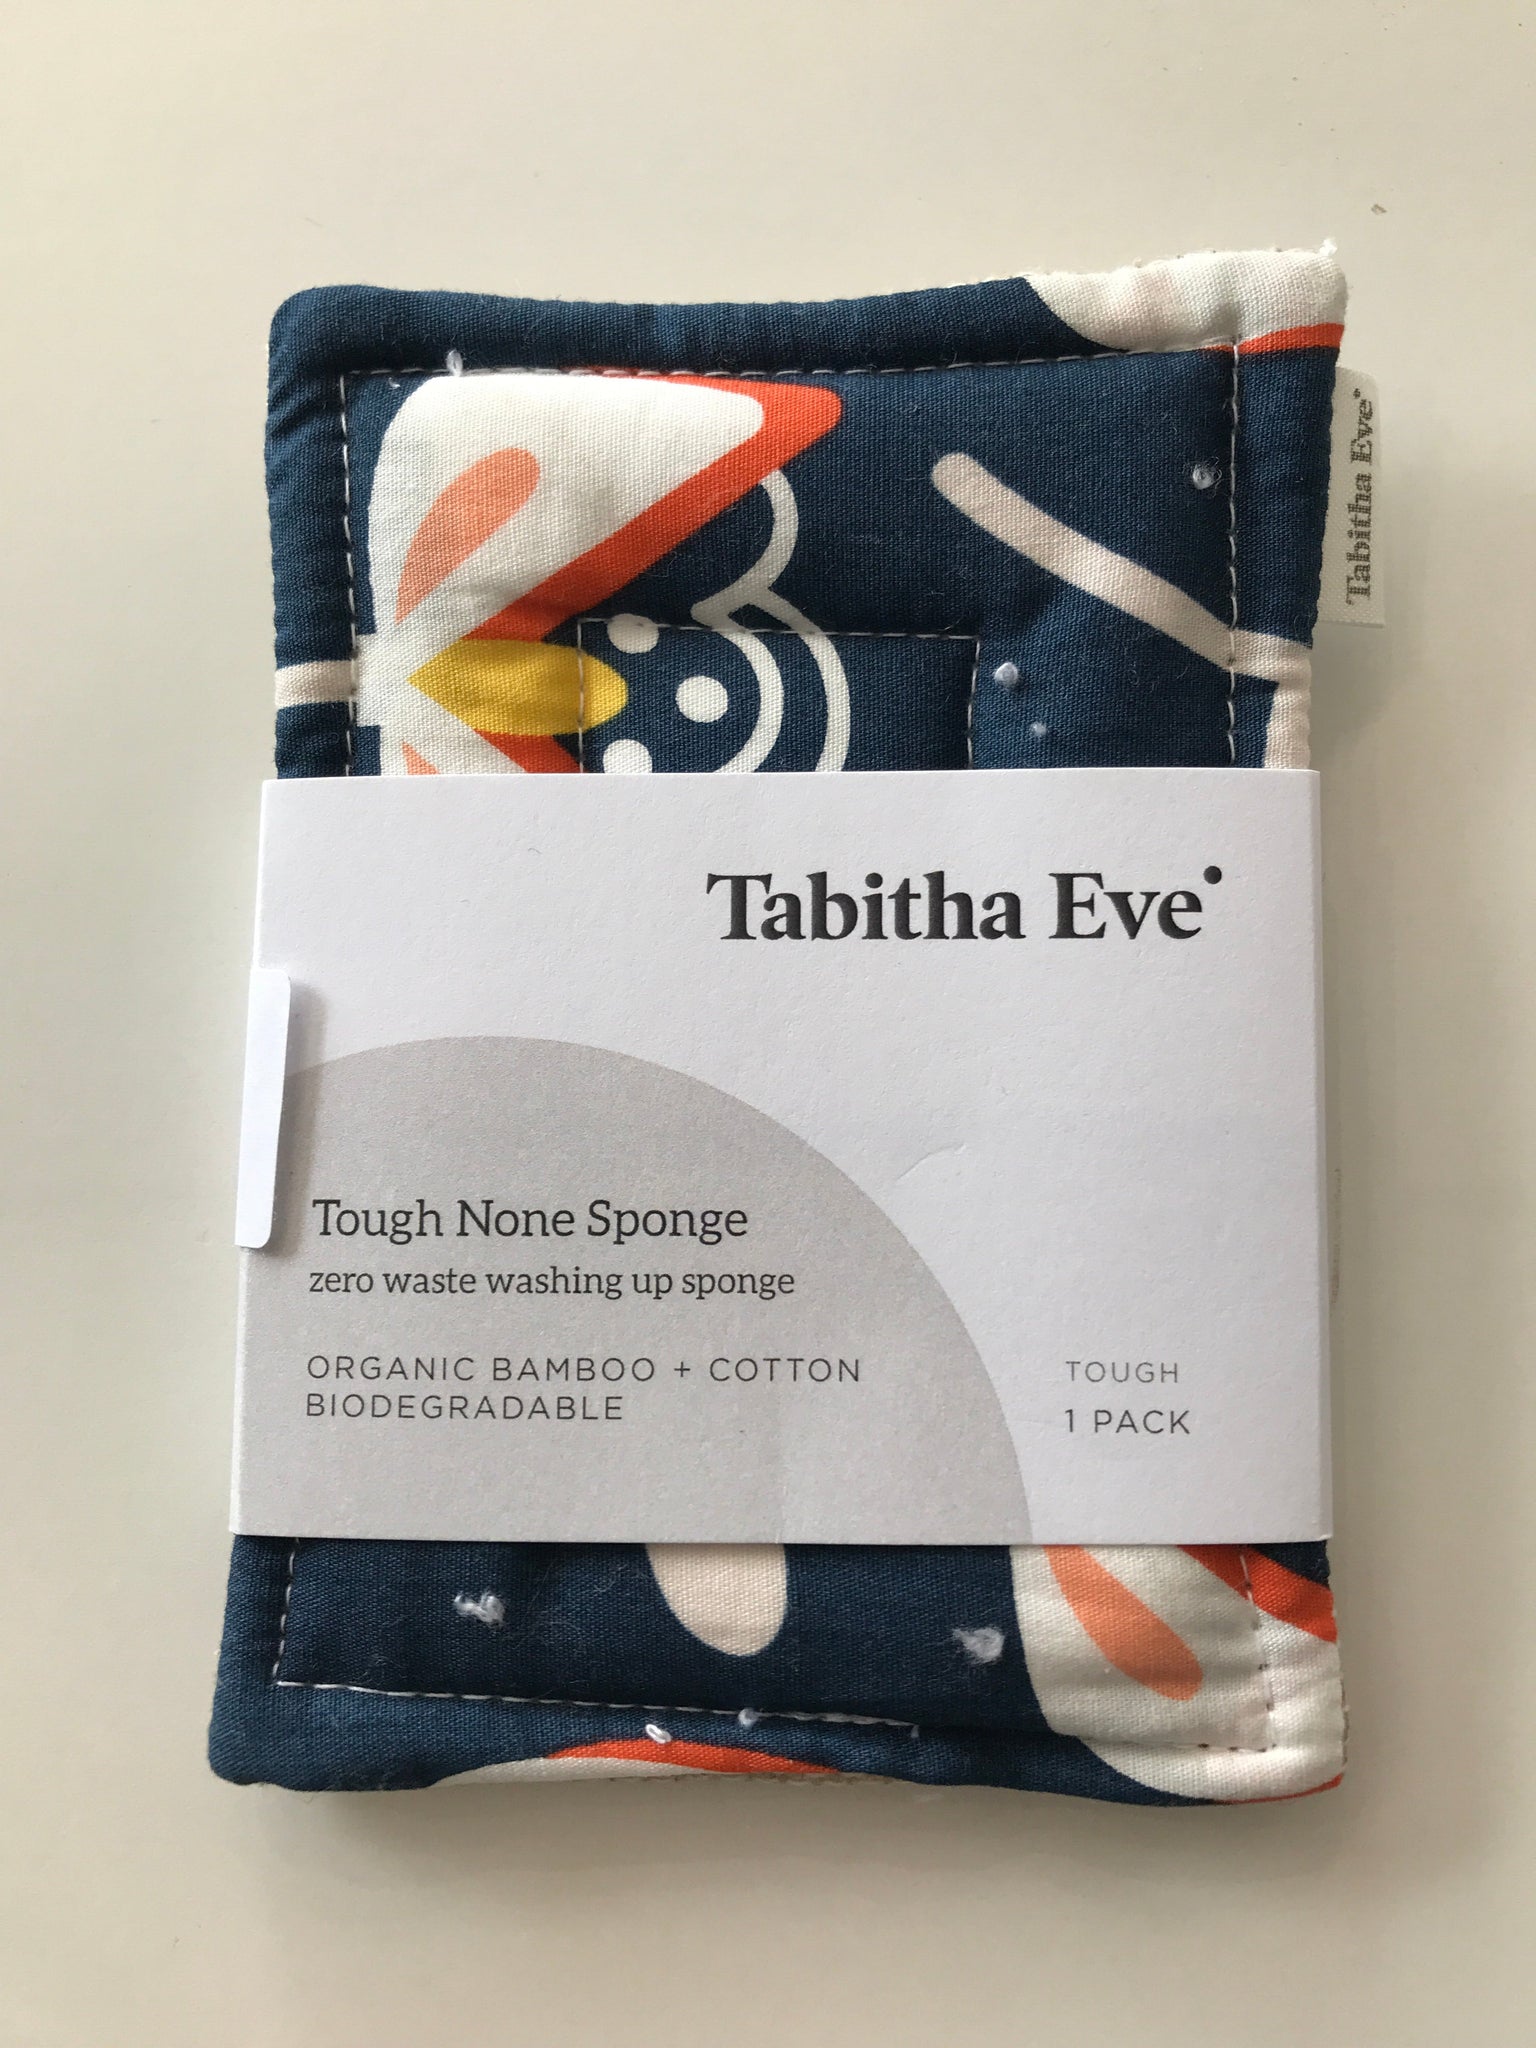 Tabitha Eve
Tabitha Eve
Tough None Sponge
zero waste washing up sponge
ORGANIC BAMBOO + COTTON
BIODEGRADABLE
TOUGH
1 PACK